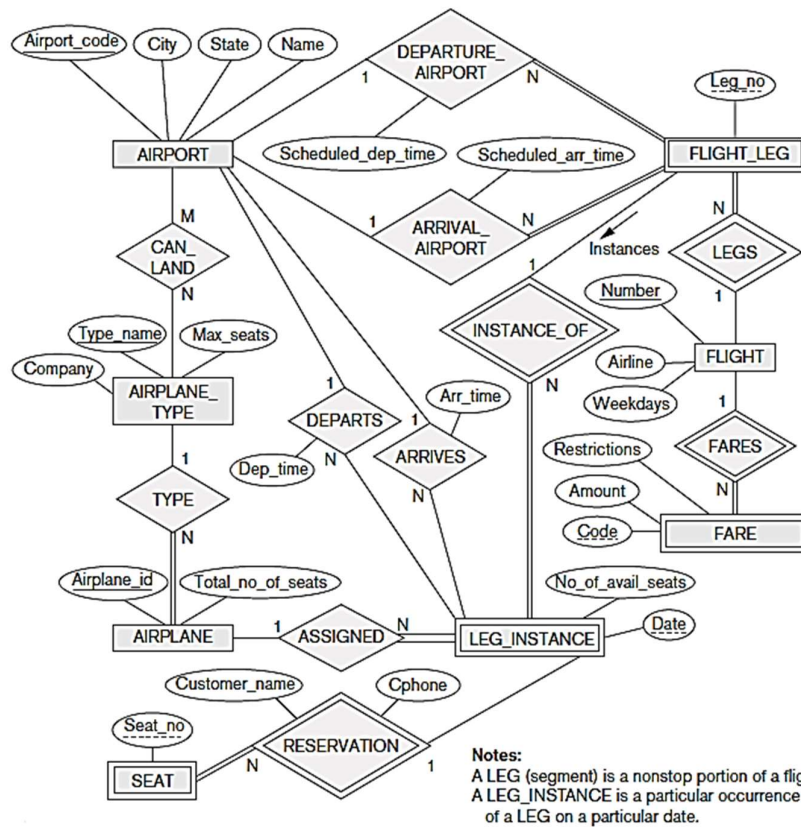 Airport_code City State Name
DEPARTURE_
AIRPORT
1 N
Leg_no
AIRPORT
Scheduled_dep_time Scheduled_arr_time
FLIGHT_LEG
M
1 ARRIVAL_ N
AIRPORT
N
CAN_
LAND
Instances
LEGS
N
1
1
Number
Type_name Max_seats
INSTANCE_OF
Company
Airline FLIGHT
AIRPLANE_
TYPE
N
1 Arr_time
Weekdays
1
DEPARTS 1
1
ARRIVES
Restrictions FARES
Dep_time N
TYPE N
Amount N
N
Code FARE
Airplane_id Total_no_of_seats
No_of_avail_seats
AIRPLANE 1 ASSIGNED N LEG_INSTANCE Date
Customer_name Cphone
Seat_no
RESERVATION
SEAT N 1
Notes:
A LEG (segment) is a nonstop portion of a flig
A LEG_INSTANCE is a particular occurrence
of a LEG on a particular date.